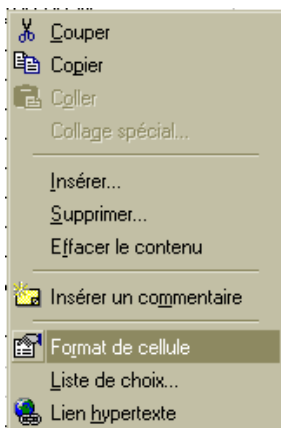 Couper
Copier
Coller
Collage spécial...
Insérer...
Supprimer...
Effacer le contenu
Insérer un commentaire
Format de cellule
Liste de choix...
Lien hypertexte